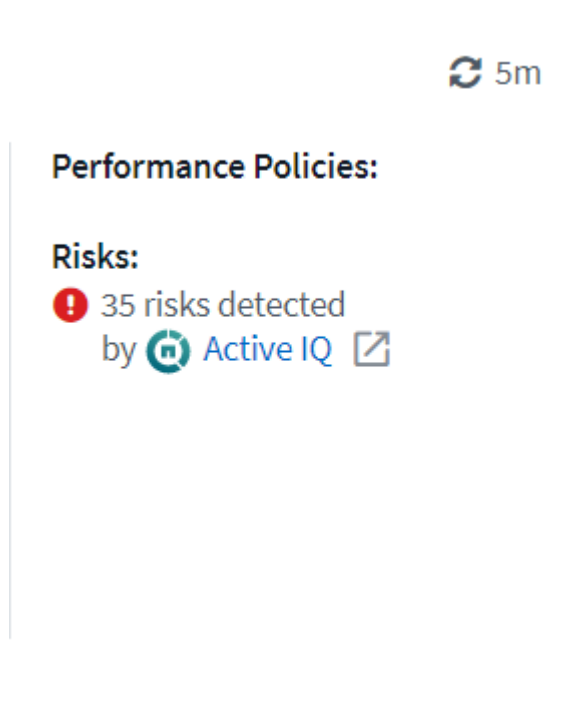 5m
Performance Policies:
Risks:
35 risks detected
by Active IQ